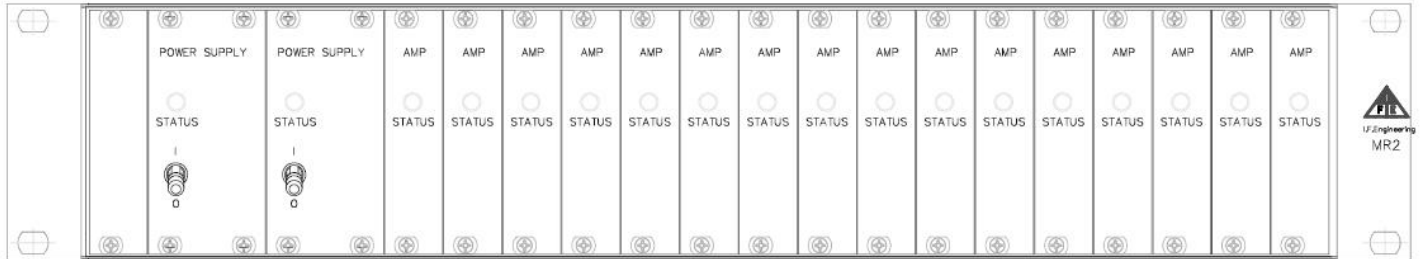 POWER SUPPLY POWER SUPPLY AMP AMP AMP AMP AMP AMP AMP AMP AMP AMP AMP AMP AMP AMP AMP AMP
STATUS STATUS STATUS STATUS STATUS STATUS STATUS STATUS STATUS STATUS STATUS STATUS STATUS STATUS STATUS STATUS STATUS STATUS
I I
O O
I
F E
I.F.Engineering
MR2